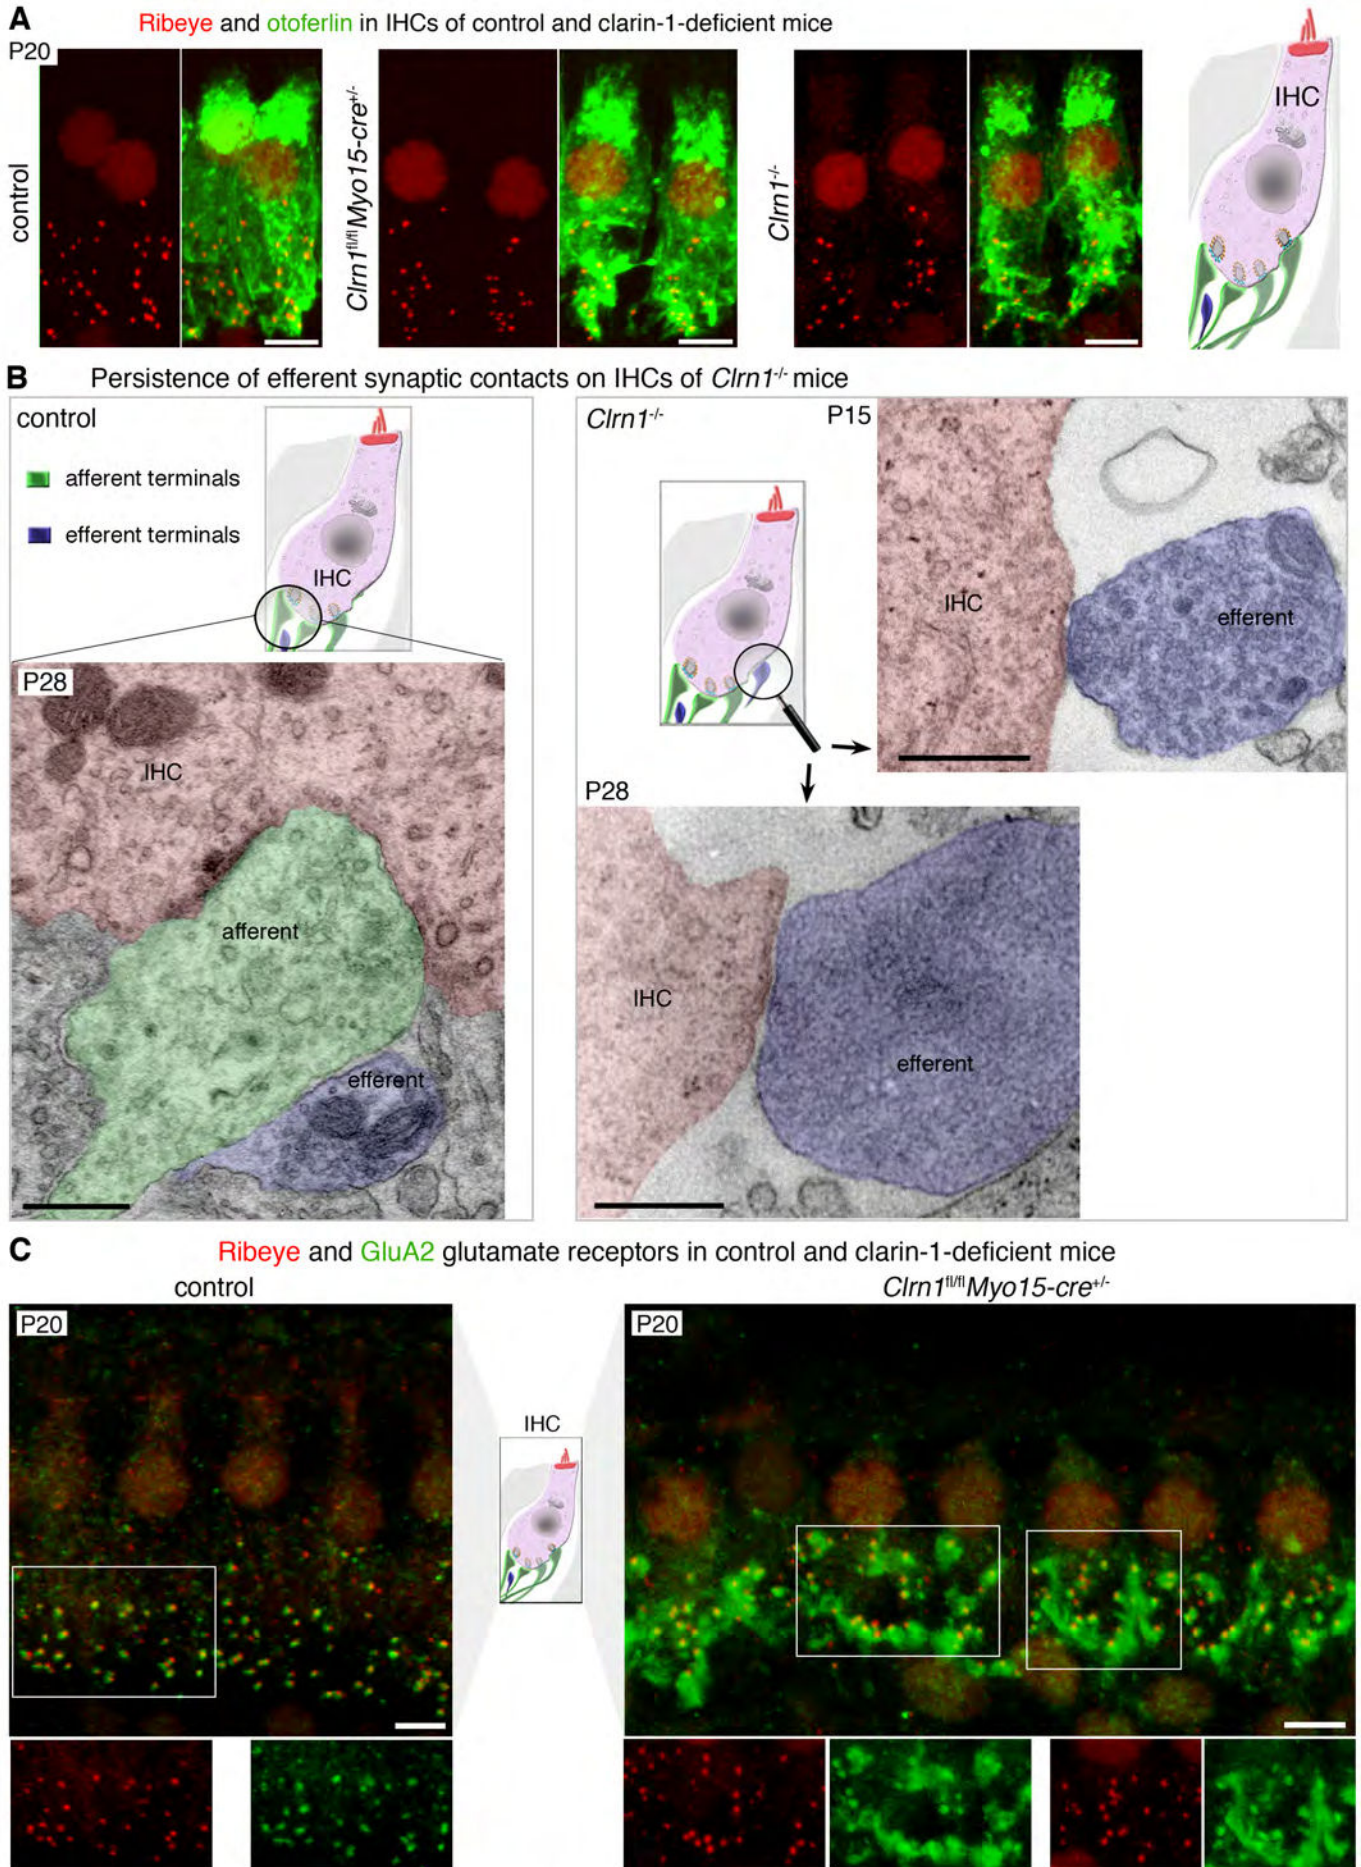 A
Ribeye and otoferlin in IHCs of control and clarin-1-deficient mice
P20
control
Clrn1fl/flMyo15-cre+/-
Clrn1-/-
IHC
B
Persistence of efferent synaptic contacts on IHCs of Clrn1-/- mice
control
afferent terminals
efferent terminals
IHC
P28
IHC
afferent
efferent
Clrn1-/-
P15
IHC
efferent
P28
IHC
efferent
C
Ribeye and GluA2 glutamate receptors in control and clarin-1-deficient mice
control
Clrn1fl/flMyo15-cre+/-
P20
IHC
P20